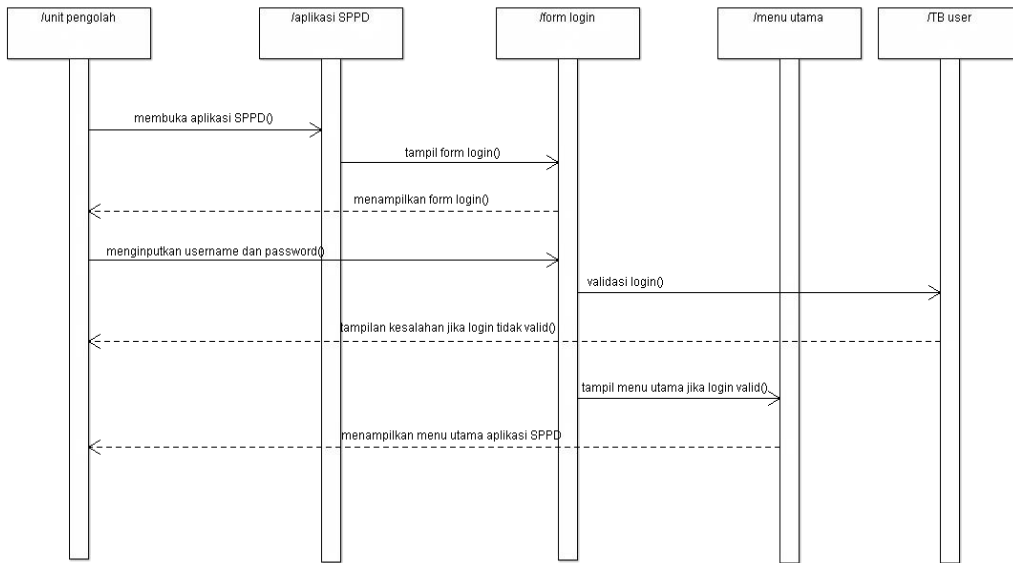 /unit pengolah
/aplikasi SPPD
/form login
/menu utama
/TB user
membuka aplikasi SPPD()
tampil form login()
menampilkan form login()
menginputkan username dan password()
validasi login()
tampilan kesalahan jika login tidak valid()
tampil menu utama jika login valid()
menampilkan menu utama aplikasi SPPD